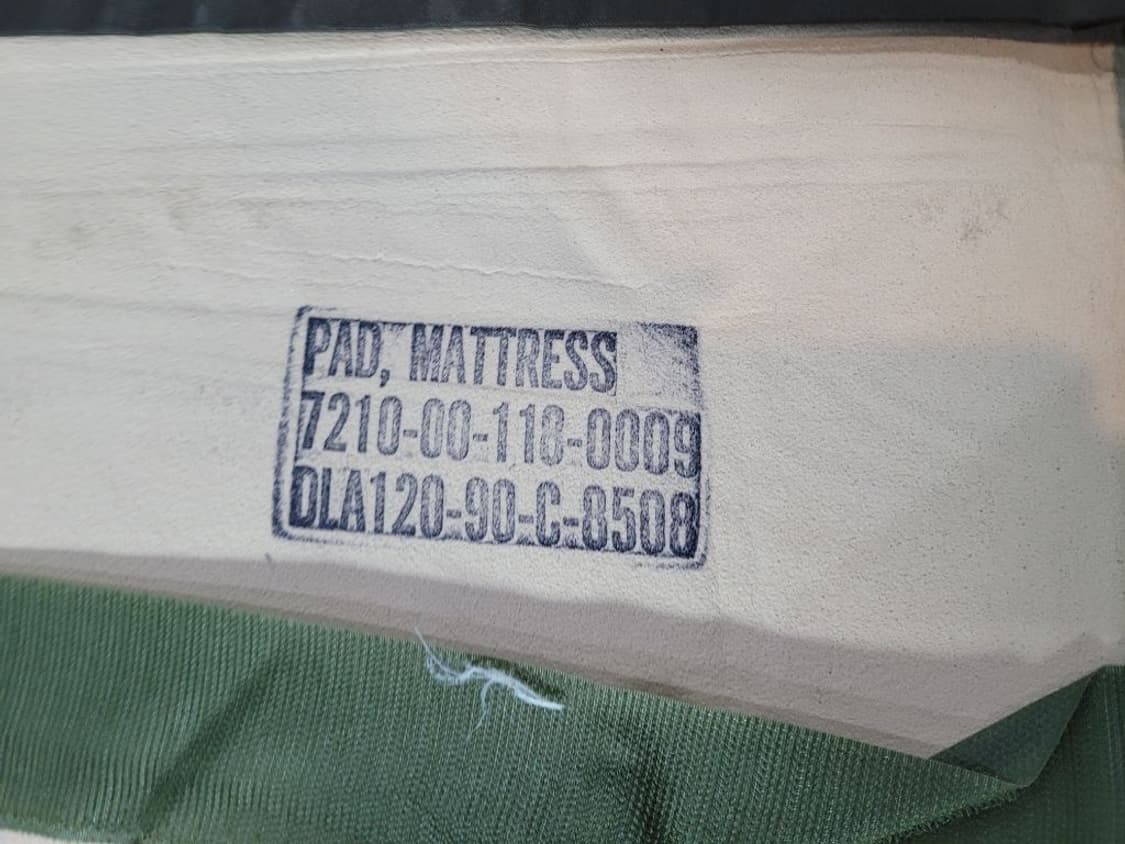 PAD, MATTRESS
7210-00-118-0009
DLA120-90-C-8508